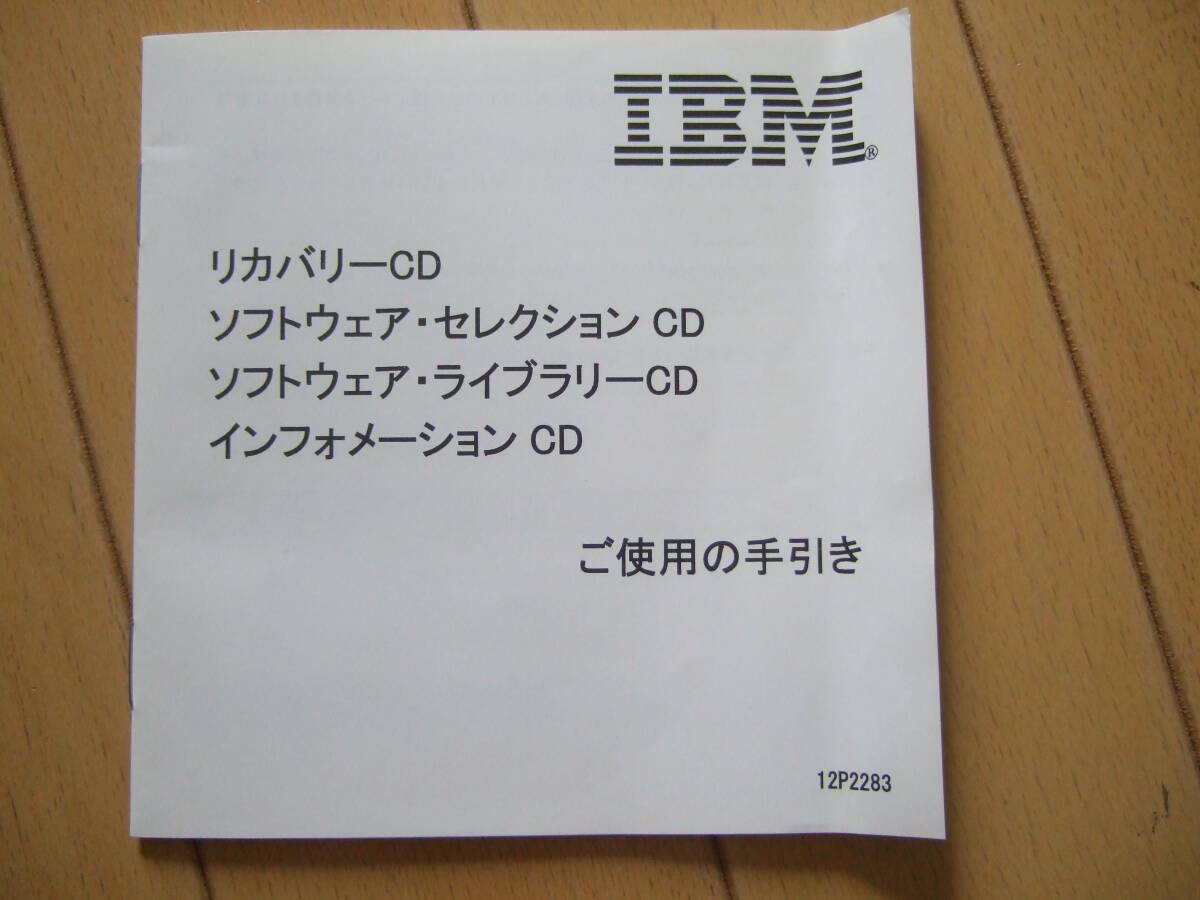 IBM®
リカバリーCD
ソフトウェア・セレクション CD
ソフトウェア・ライブラリーCD
インフォメーション CD
ご使用の手引き
12P2283